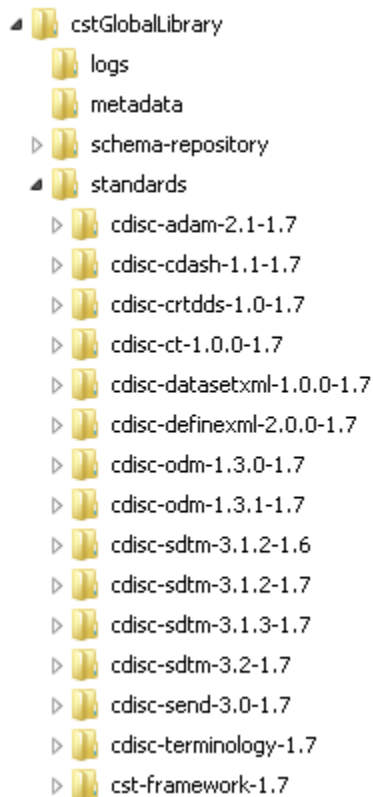 cstGlobalLibrary
logs
metadata
schema-repository
standards
cdisc-adam-2.1-1.7
cdisc-cdash-1.1-1.7
cdisc-crtdds-1.0-1.7
cdisc-ct-1.0.0-1.7
cdisc-datasetxml-1.0.0-1.7
cdisc-definexml-2.0.0-1.7
cdisc-odm-1.3.0-1.7
cdisc-odm-1.3.1-1.7
cdisc-sdtm-3.1.2-1.6
cdisc-sdtm-3.1.2-1.7
cdisc-sdtm-3.1.3-1.7
cdisc-sdtm-3.2-1.7
cdisc-send-3.0-1.7
cdisc-terminology-1.7
cst-framework-1.7